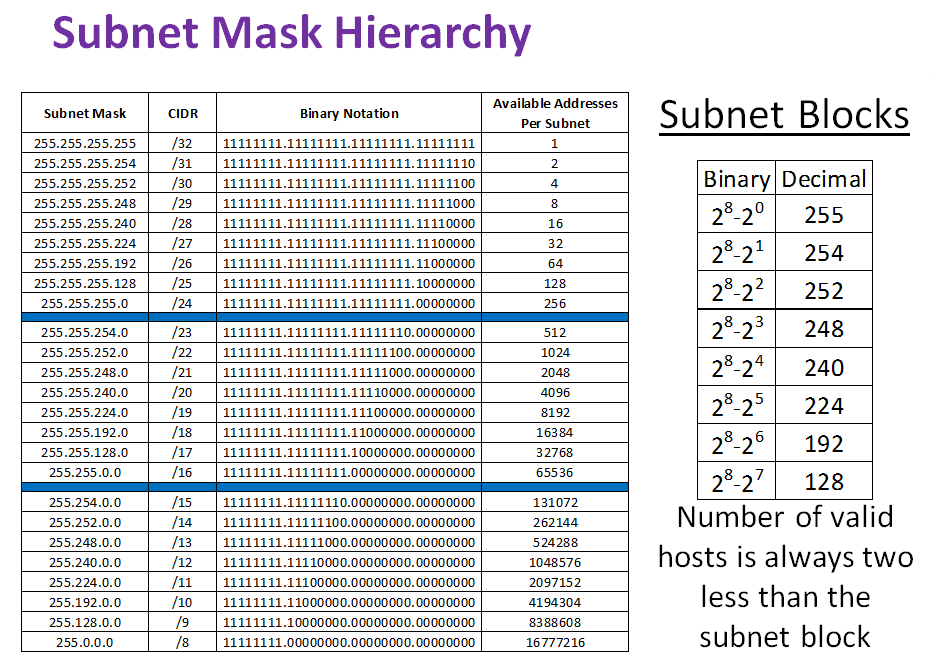 Subnet Mask Hierarchy
Subnet Mask CIDR Binary Notation Available Addresses Per Subnet
255.255.255.255 /32 11111111.11111111.11111111.11111111 1
255.255.255.254 /31 11111111.11111111.11111111.11111110 2
255.255.255.252 /30 11111111.11111111.11111111.11111100 4
255.255.255.248 /29 11111111.11111111.11111111.11111000 8
255.255.255.240 /28 11111111.11111111.11111111.11110000 16
255.255.255.224 /27 11111111.11111111.11111111.11100000 32
255.255.255.192 /26 11111111.11111111.11111111.11000000 64
255.255.255.128 /25 11111111.11111111.11111111.10000000 128
255.255.255.0 /24 11111111.11111111.11111111.00000000 256
255.255.254.0 /23 11111111.11111111.11111110.00000000 512
255.255.252.0 /22 11111111.11111111.11111100.00000000 1024
255.255.248.0 /21 11111111.11111111.11111000.00000000 2048
255.255.240.0 /20 11111111.11111111.11110000.00000000 4096
255.255.224.0 /19 11111111.11111111.11100000.00000000 8192
255.255.192.0 /18 11111111.11111111.11000000.00000000 16384
255.255.128.0 /17 11111111.11111111.10000000.00000000 32768
255.255.0.0 /16 11111111.11111111.00000000.00000000 65536
255.254.0.0 /15 11111111.11111110.00000000.00000000 131072
255.252.0.0 /14 11111111.11111100.00000000.00000000 262144
255.248.0.0 /13 11111111.11111000.00000000.00000000 524288
255.240.0.0 /12 11111111.11110000.00000000.00000000 1048576
255.224.0.0 /11 11111111.11100000.00000000.00000000 2097152
255.192.0.0 /10 11111111.11000000.00000000.00000000 4194304
255.128.0.0 /9 11111111.10000000.00000000.00000000 8388608
255.0.0.0 /8 11111111.00000000.00000000.00000000 16777216
Subnet Blocks
Binary Decimal
2⁸-2⁰ 255
2⁸-2¹ 254
2⁸-2² 252
2⁸-2³ 248
2⁸-2⁴ 240
2⁸-2⁵ 224
2⁸-2⁶ 192
2⁸-2⁷ 128
Number of valid
hosts is always two
less than the
subnet block